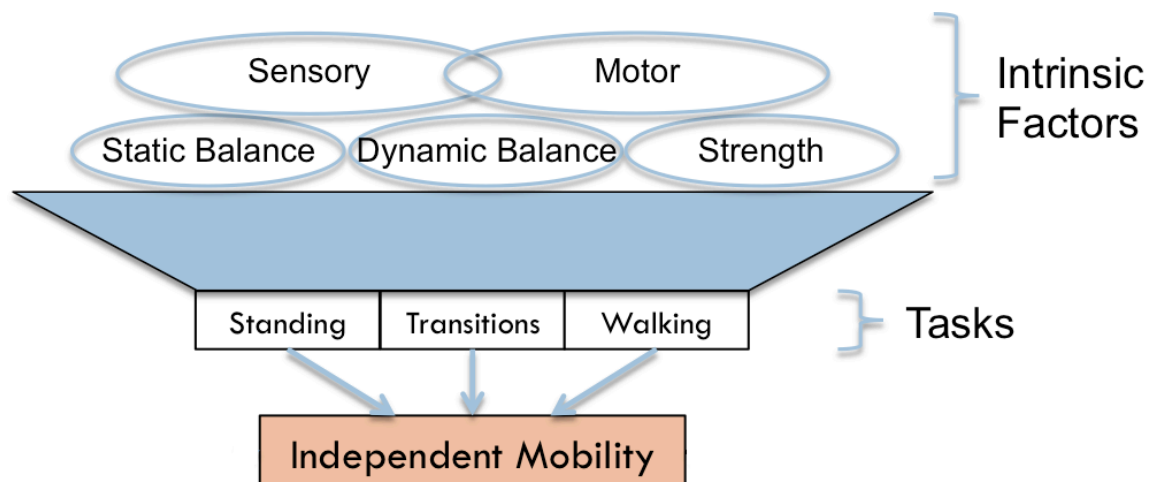 Sensory
Motor
Intrinsic
Factors
Static Balance
Dynamic Balance
Strength
Standing
Transitions
Walking
Tasks
Independent Mobility